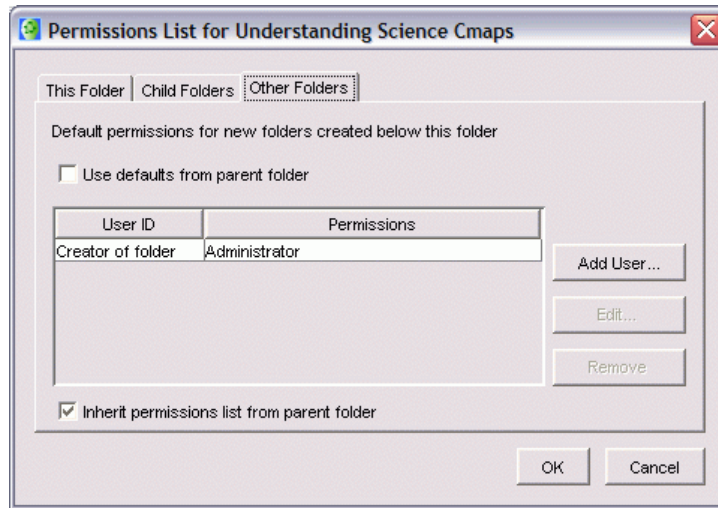 Permissions List for Understanding Science Cmaps
This Folder Child Folders Other Folders
Default permissions for new folders created below this folder
Use defaults from parent folder
User ID Permissions
Creator of folder Administrator
Add User...
Edit...
Remove
Inherit permissions list from parent folder
OK Cancel